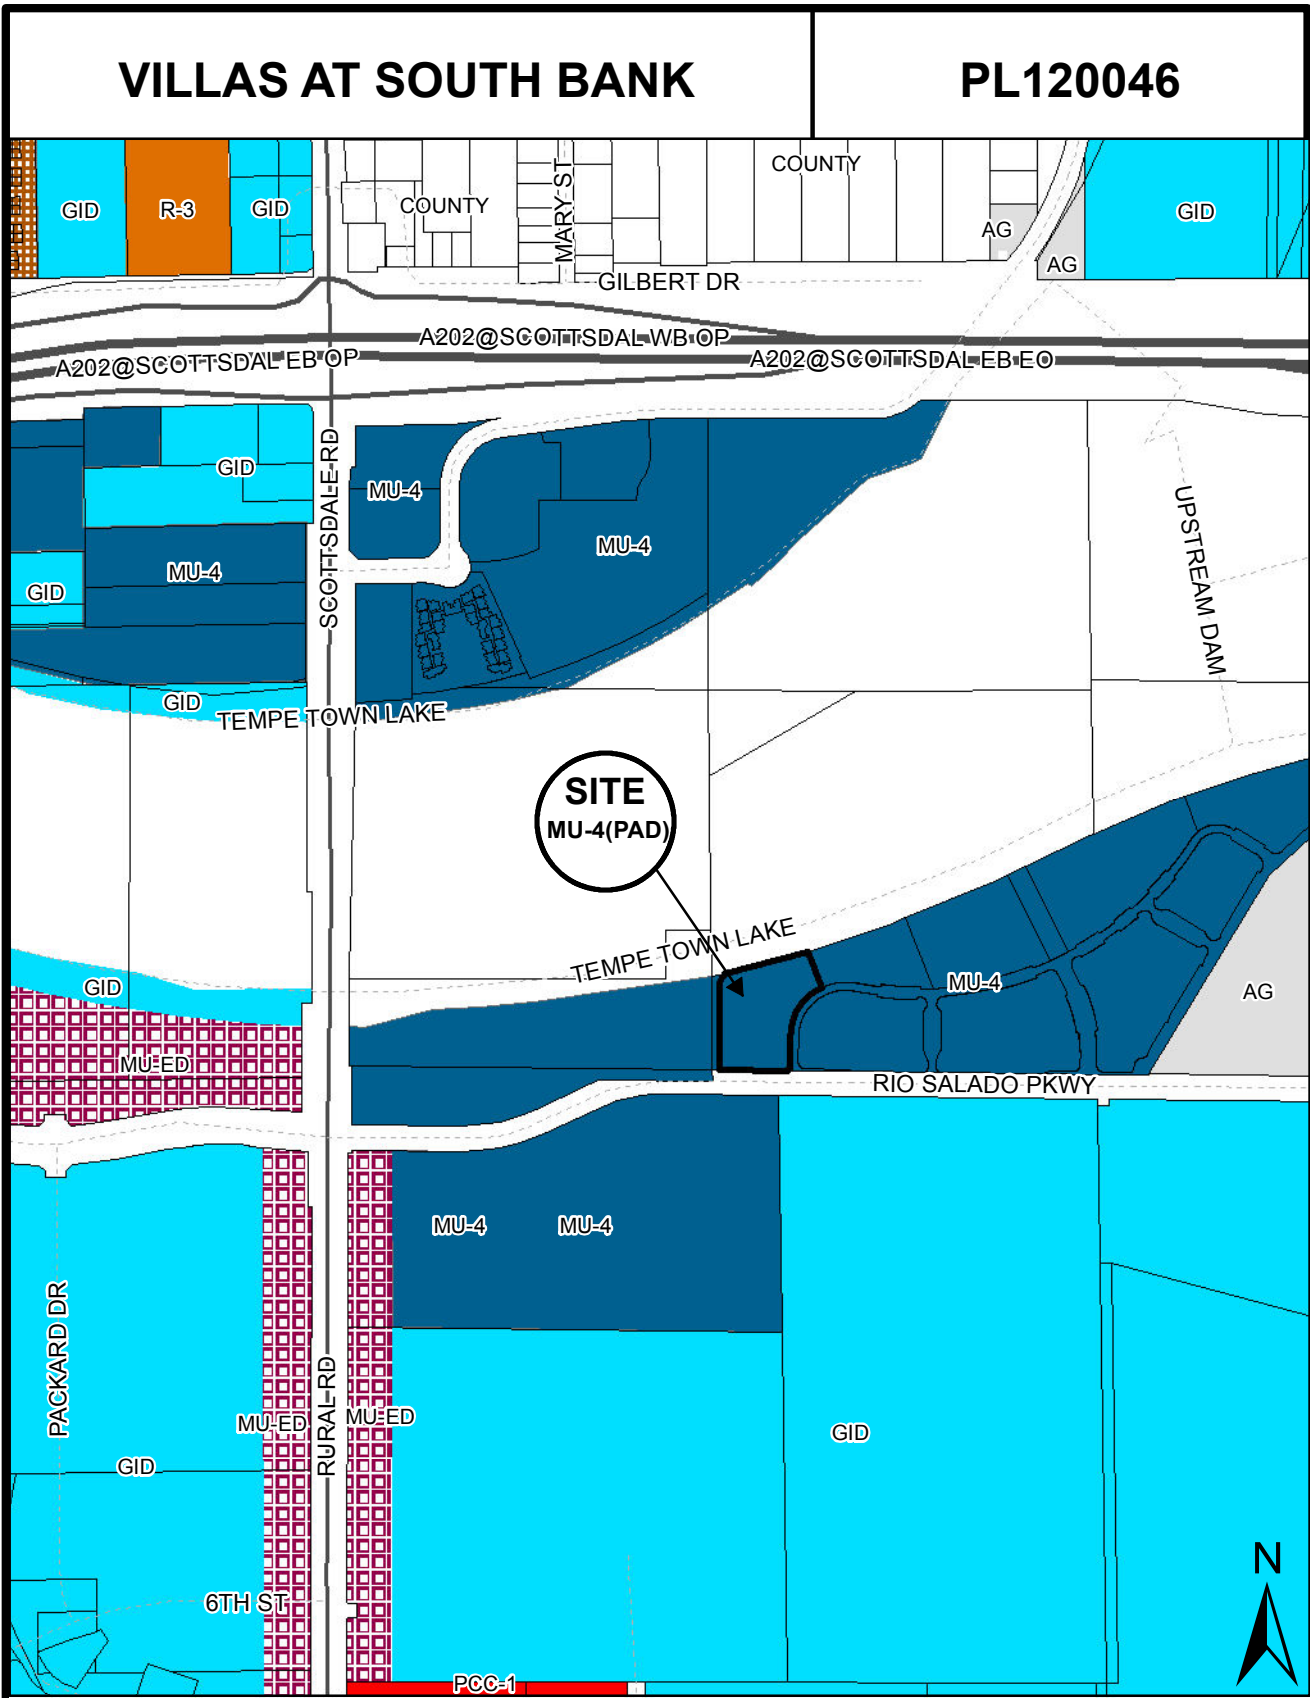 VILLAS AT SOUTH BANK
PL120046
COUNTY
GID
R-3
GID
COUNTY
MARY ST
GID
AG
AG
GILBERT DR
A202@SCOTTSDAL WB OP
A202@SCOTTSDAL EB OP
A202@SCOTTSDAL EB EO
SCOTTSDALE RD
GID
MU-4
MU-4
UPSTREAM DAM
MU-4
GID
GID
TEMPE TOWN LAKE
SITE
MU-4(PAD)
TEMPE TOWN LAKE
GID
MU-4
AG
MU-ED
RIO SALADO PKWY
MU-4
MU-4
PACKARD DR
RURAL RD
MU-ED
MU-ED
GID
GID
N
6TH ST
PCC-1